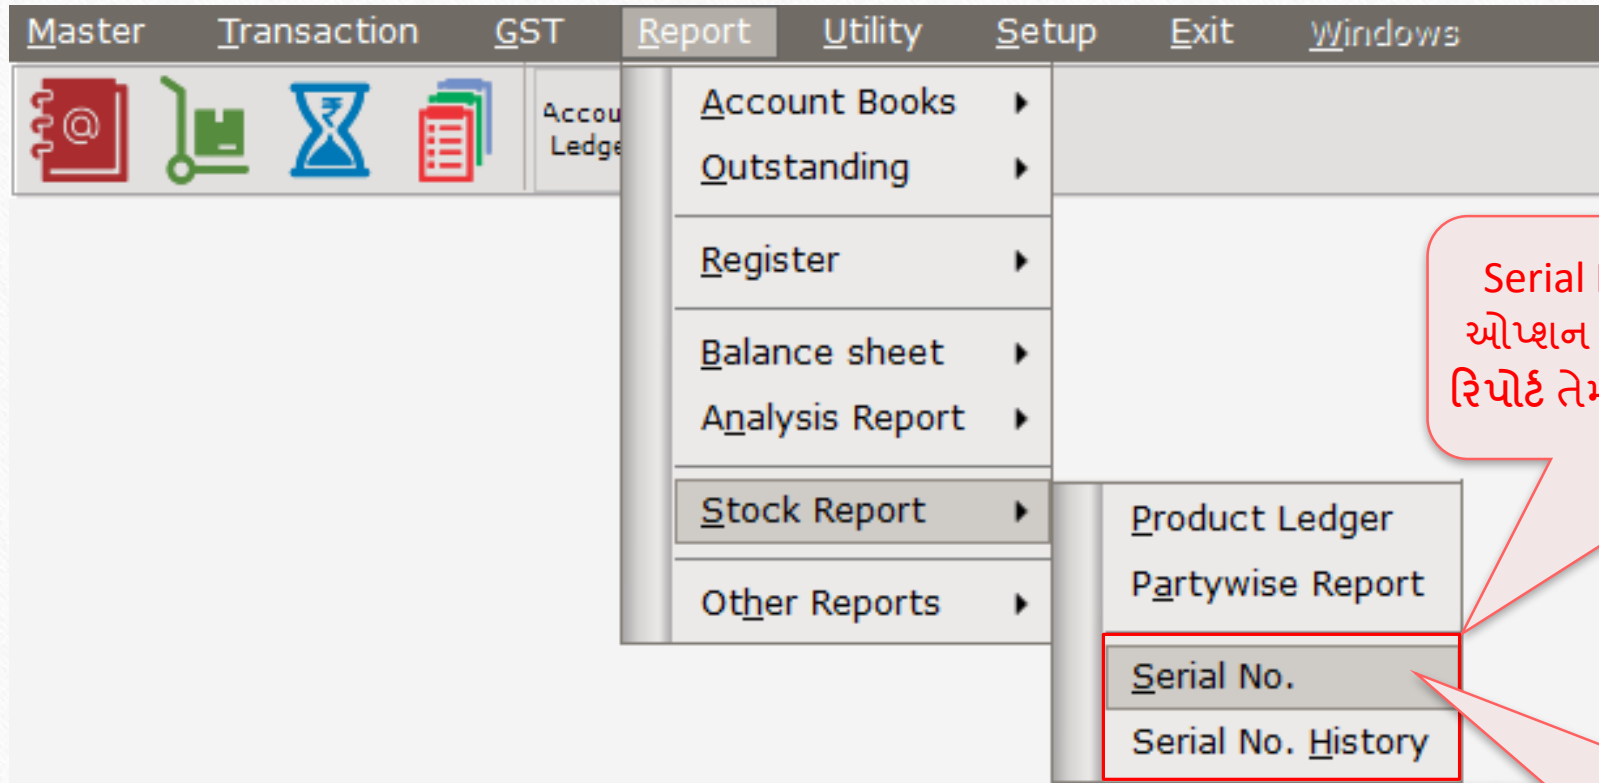 Master Transaction GST Report Utility Setup Exit Windows
@
₹
Account Books
Outstanding
Register
Balance sheet
Analysis Report
Stock Report
Other Reports
Product Ledger
Partywise Report
Serial No.
Serial No. History
Serial
ઓપ્શન
રિપોર્ટ